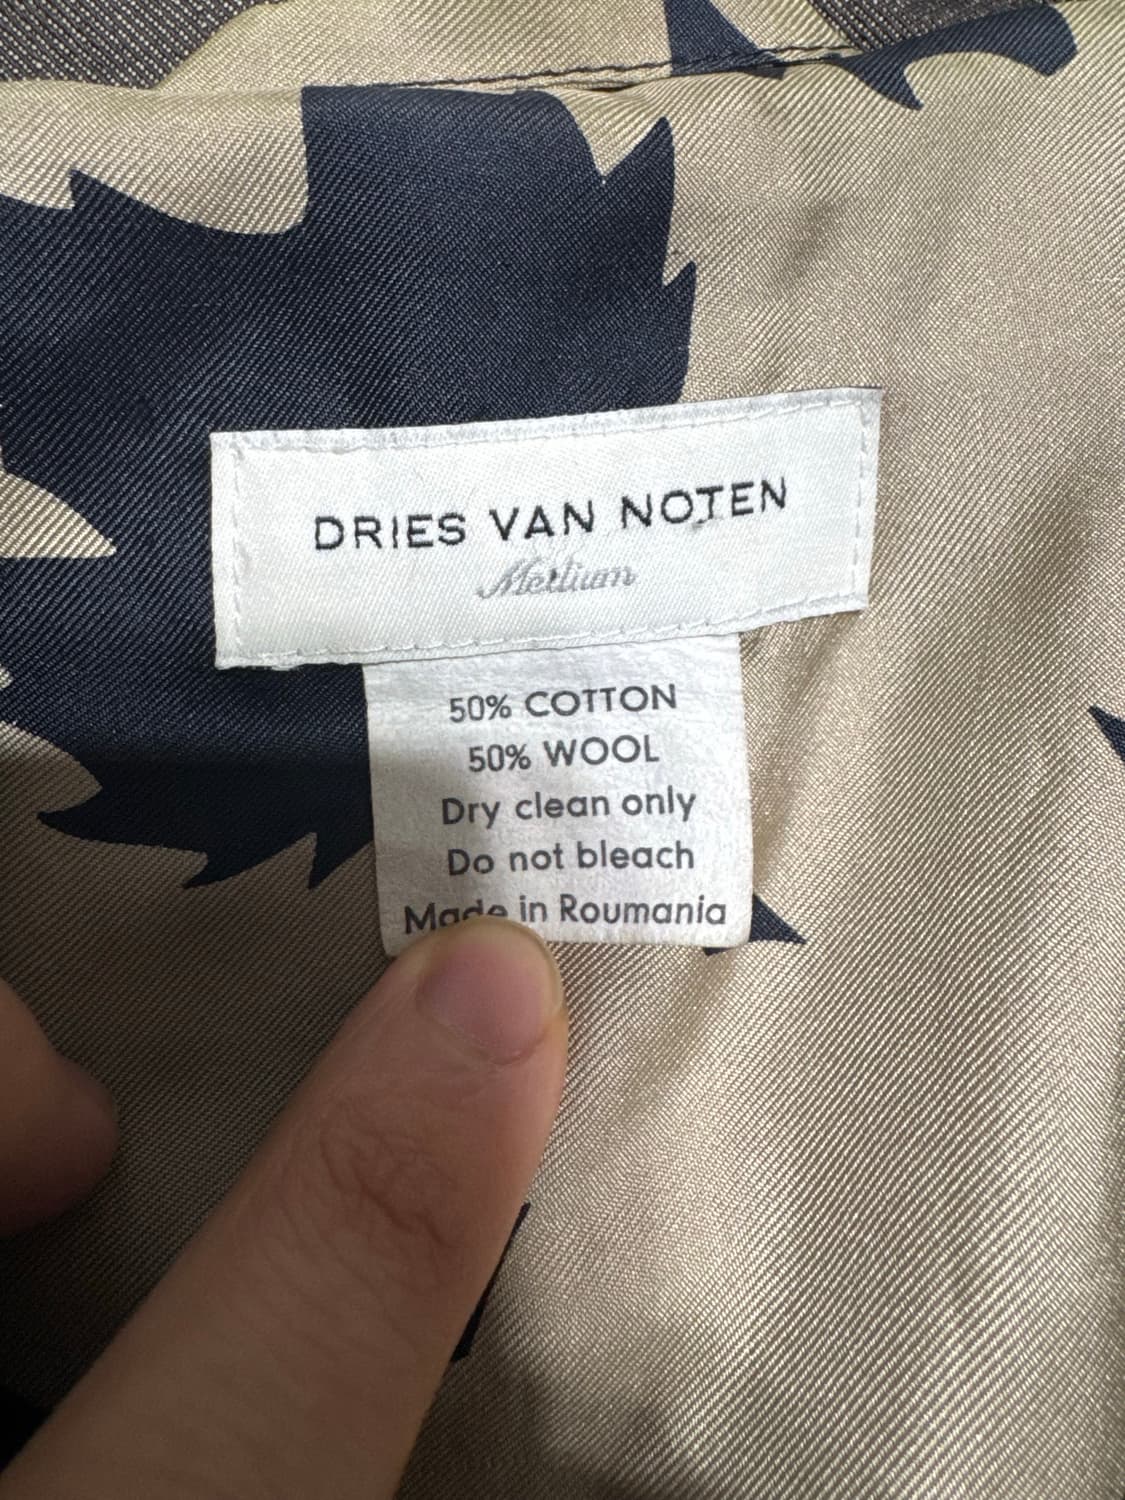 DRIES VAN NOTEN
Medium
50% COTTON
50% WOOL
Dry clean only
Do not bleach
Made in Roumania